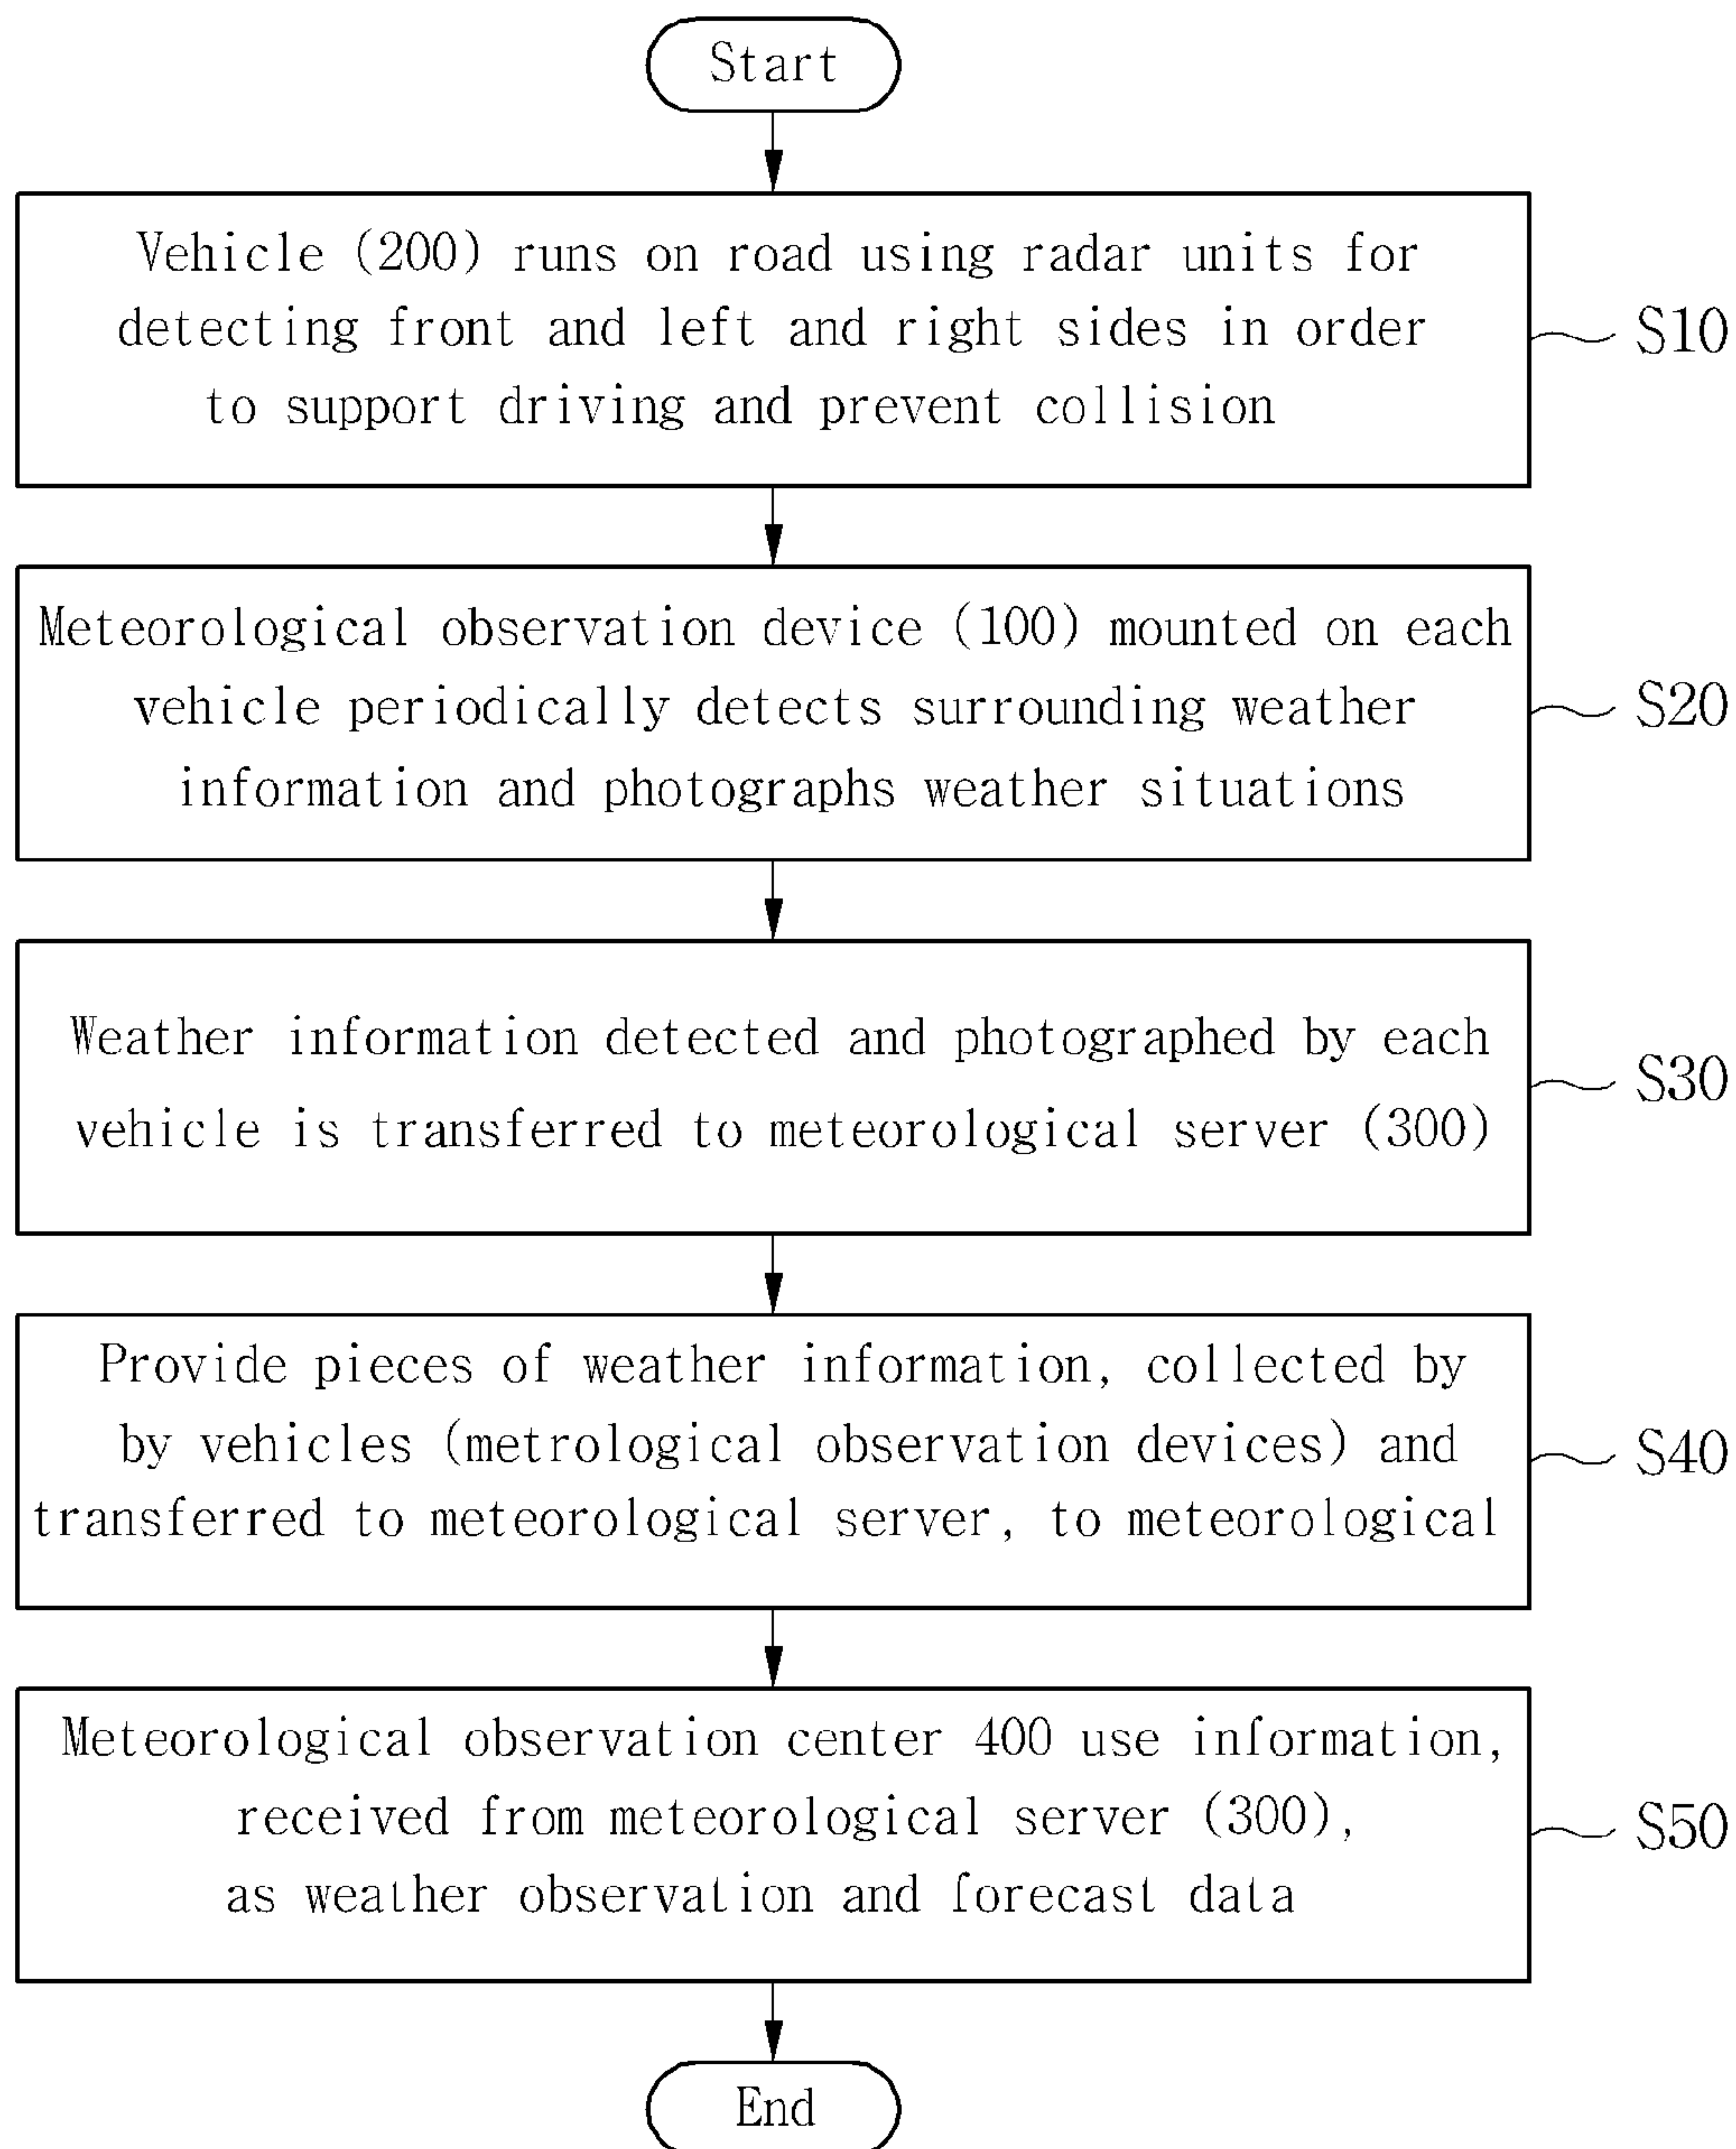 Start
Vehicle (200) runs on road using radar units for
detecting front and left and right sides in order
to support driving and prevent collision
S10
Meteorological observation device (100) mounted on each
vehicle periodically detects surrounding weather
information and photographs weather situations
S20
Weather information detected and photographed by each
vehicle is transferred to meteorological server (300)
S30
Provide pieces of weather information, collected by
by vehicles (metrological observation devices) and
transferred to meteorological server, to meteorological
S40
Meteorological observation center 400 use information,
received from meteorological server (300),
as weather observation and forecast data
S50
End